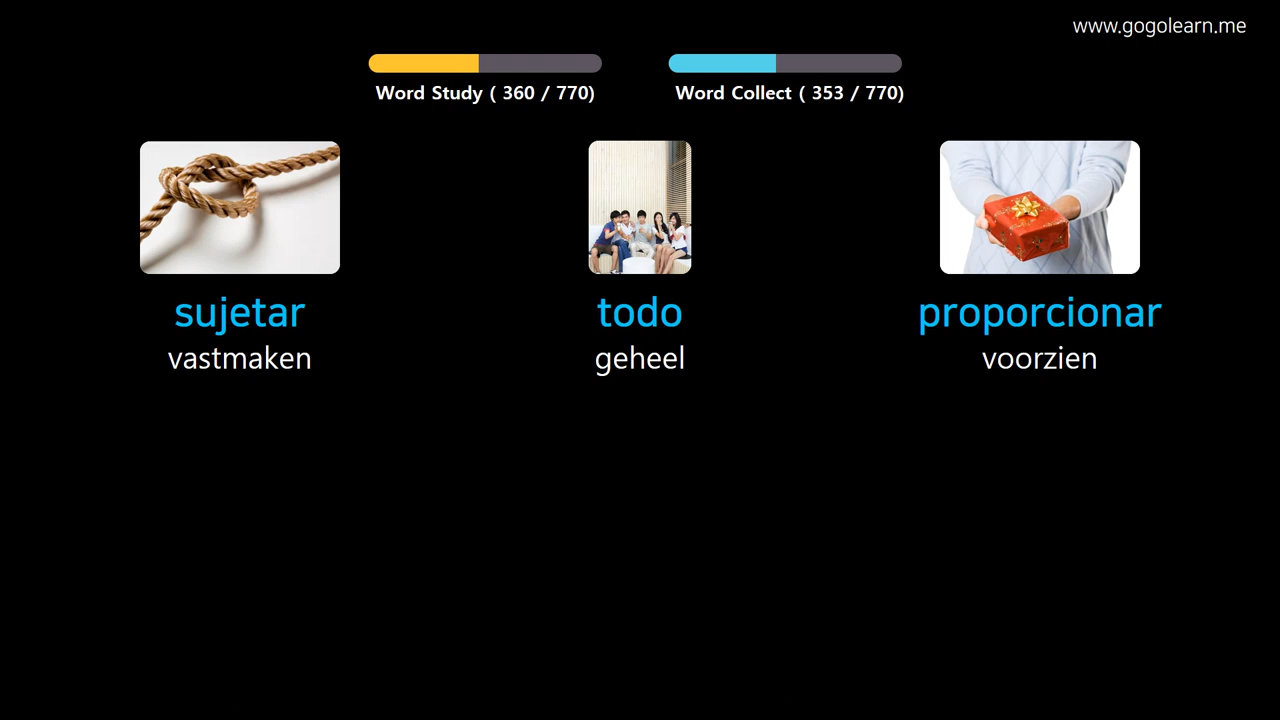 www.gogolearn.me
Word Study ( 360 / 770)
Word Collect ( 353 / 770)
sujetar
vastmaken
todo
geheel
proporcionar
voorzien